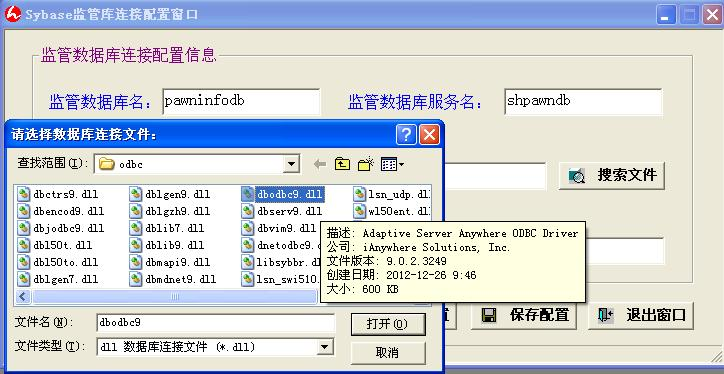 Sybase监管库连接配置窗口
监管数据库连接配置信息
监管数据库名： pawninfodb 监管数据库服务名： shpawndb
搜索文件
置 保存配置 退出窗口
请选择数据库连接文件：
查找范围(I)： odbc
dbctrs9.dll dblgen9.dll dbodbc9.dll lsn_udp.dl
dbencod9.dll dblgzh9.dll dbserv9.dll wl50ent.dl
dbjodbc9.dll dblib7.dll dbvim9.dll
dbl50t.dll dblib9.dll dnetodbc9.dl
dbl50to.dll dbmapi9.dll libsybbr.dl
dblgen7.dll dbmdnet9.dll lsn_swi510.
描述: Adaptive Server Anywhere ODBC Driver
公司: iAnywhere Solutions, Inc.
文件版本: 9.0.2.3249
创建日期: 2012-12-26 9:46
大小: 600 KB
文件名(N)： dbodbc9 打开(O)
文件类型(T)： dll 数据库连接文件 (*.dll) 取消